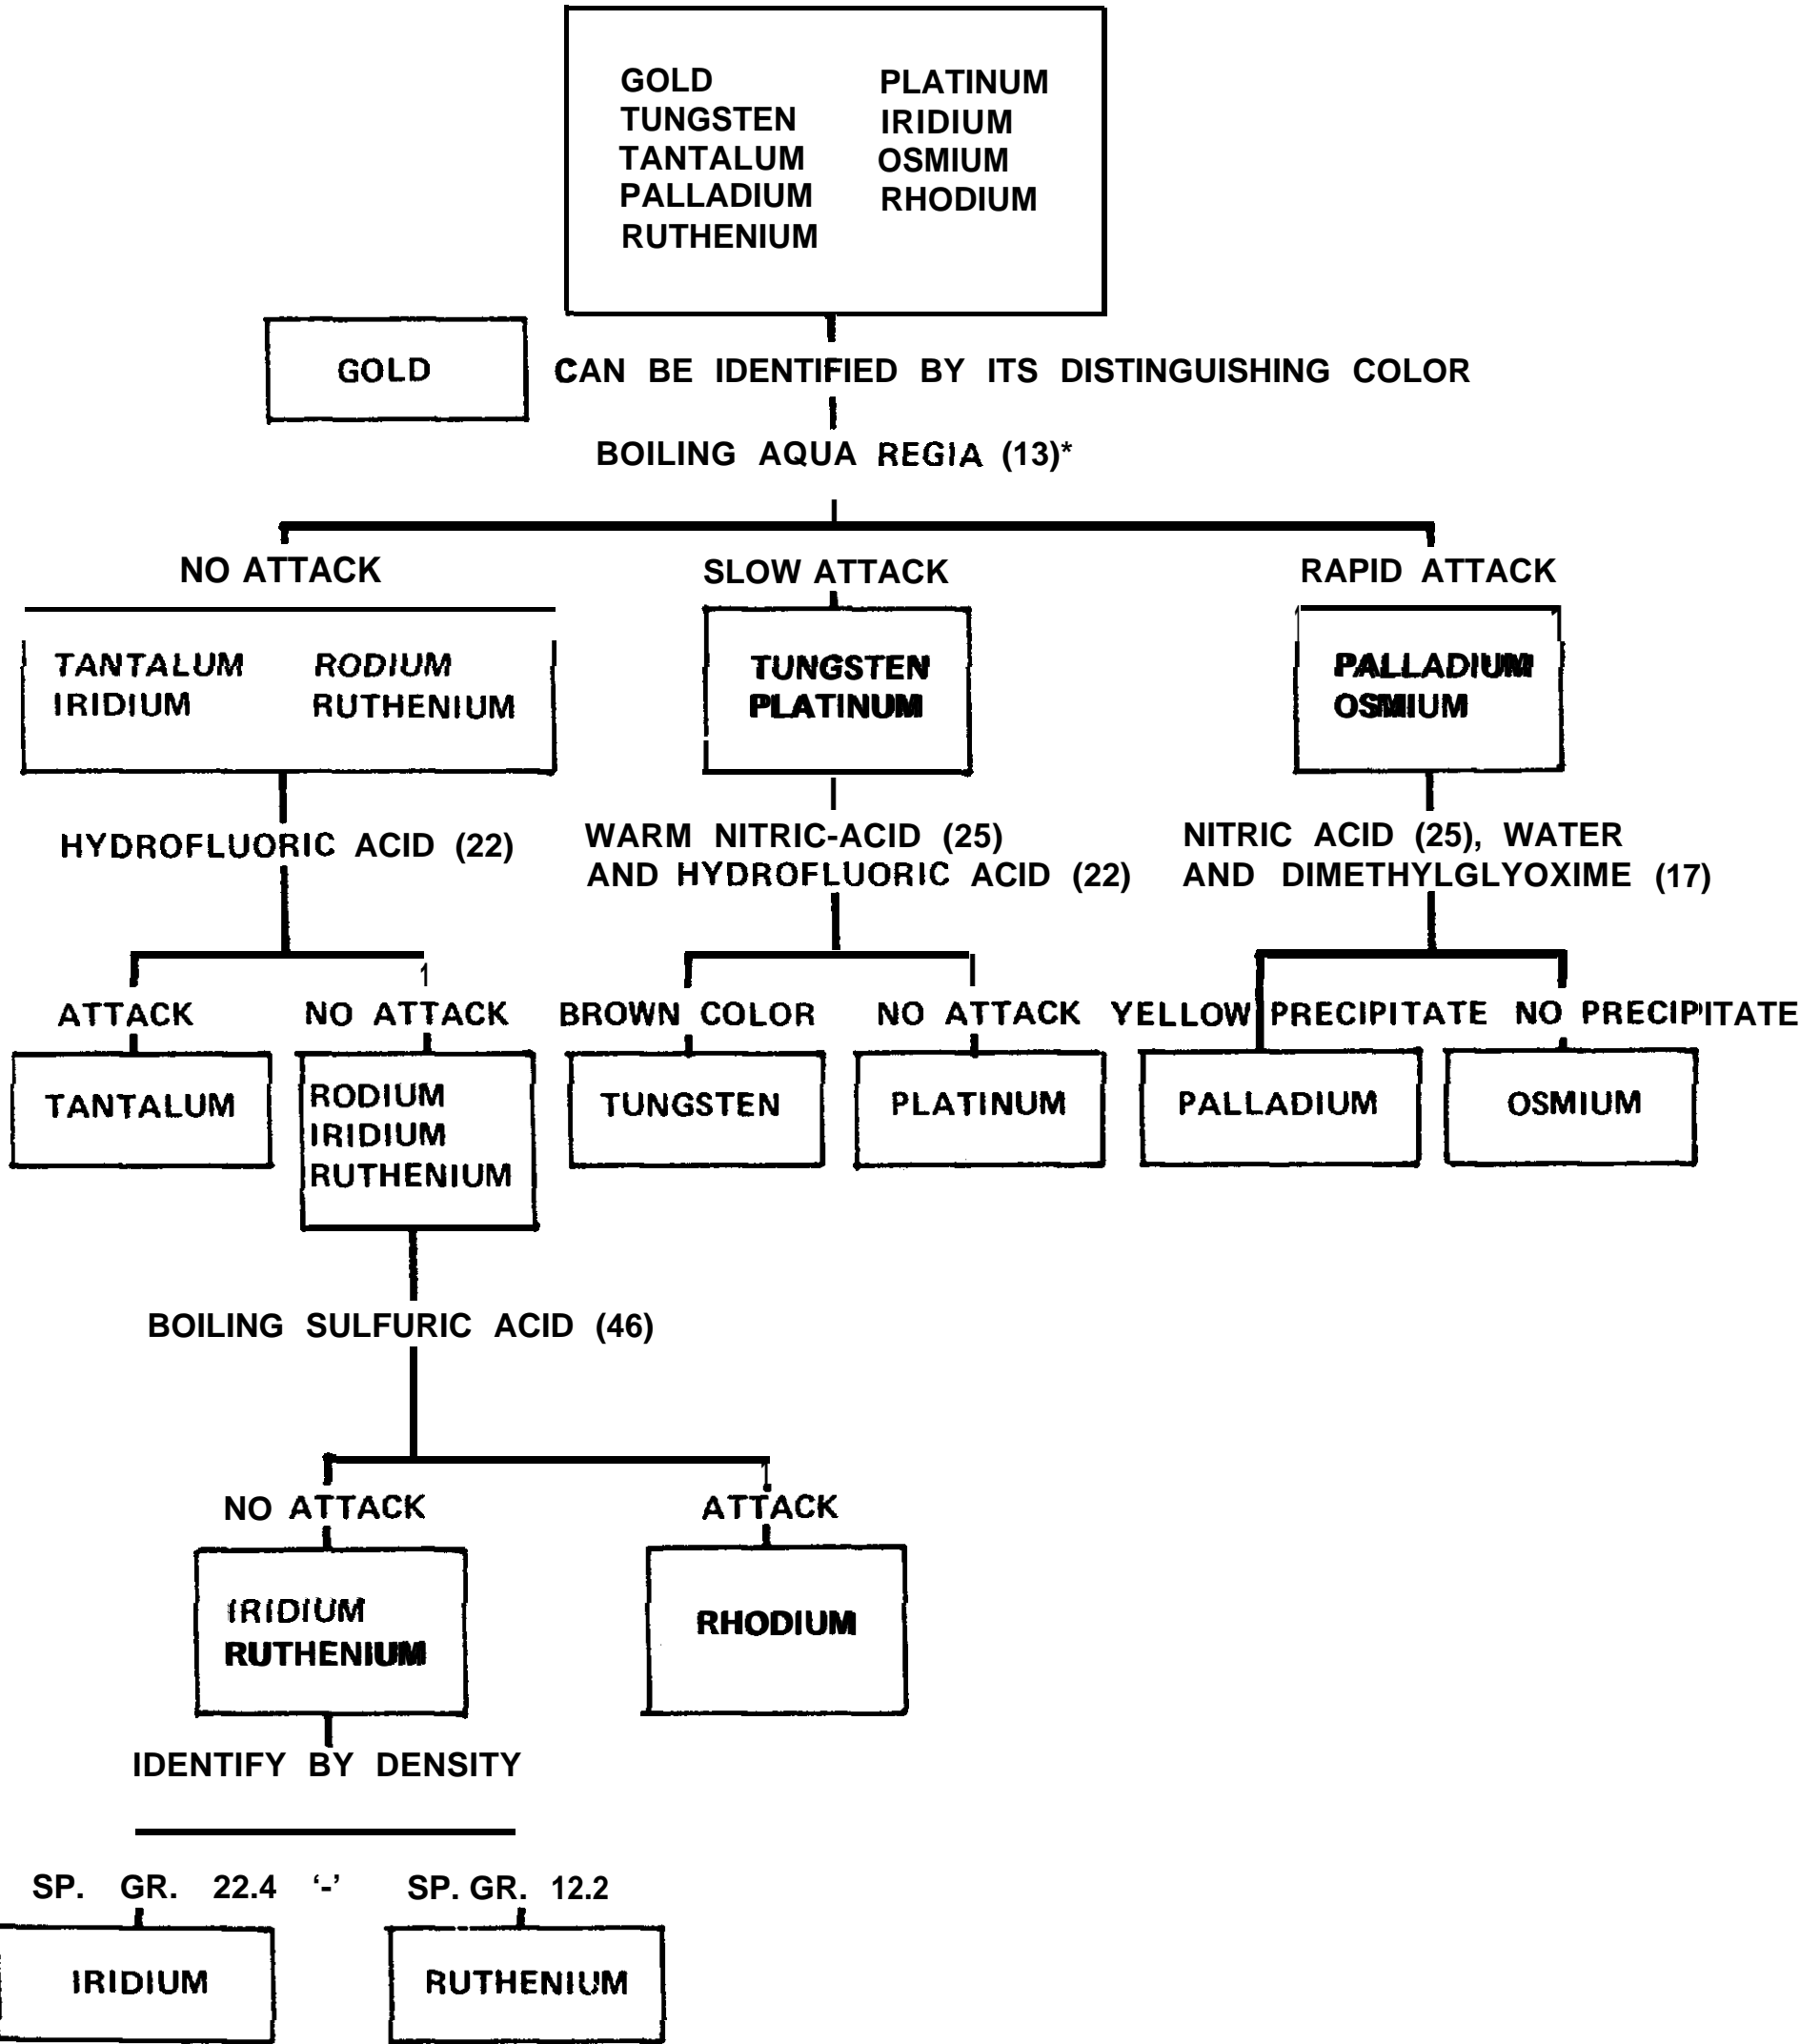 GOLD PLATINUM
TUNGSTEN IRIDIUM
TANTALUM OSMIUM
PALLADIUM RHODIUM
RUTHENIUM
GOLD CAN BE IDENTIFIED BY ITS DISTINGUISHING COLOR
BOILING AQUA REGIA (13)*
NO ATTACK SLOW ATTACK RAPID ATTACK
TANTALUM RODIUM TUNGSTEN PALLADIUM
IRIDIUM RUTHENIUM PLATINUM OSMIUM
HYDROFLUORIC ACID (22) WARM NITRIC-ACID (25) NITRIC ACID (25), WATER
AND HYDROFLUORIC ACID (22) AND DIMETHYLGLYOXIME (17)
ATTACK NO ATTACK BROWN COLOR NO ATTACK YELLOW PRECIPITATE NO PRECIPITATE
TANTALUM RODIUM TUNGSTEN PLATINUM PALLADIUM OSMIUM
IRIDIUM
RUTHENIUM
BOILING SULFURIC ACID (46)
NO ATTACK ATTACK
IRIDIUM RHODIUM
RUTHENIUM
IDENTIFY BY DENSITY
SP. GR. 22.4 ‘-’ SP. GR. 12.2
IRIDIUM RUTHENIUM